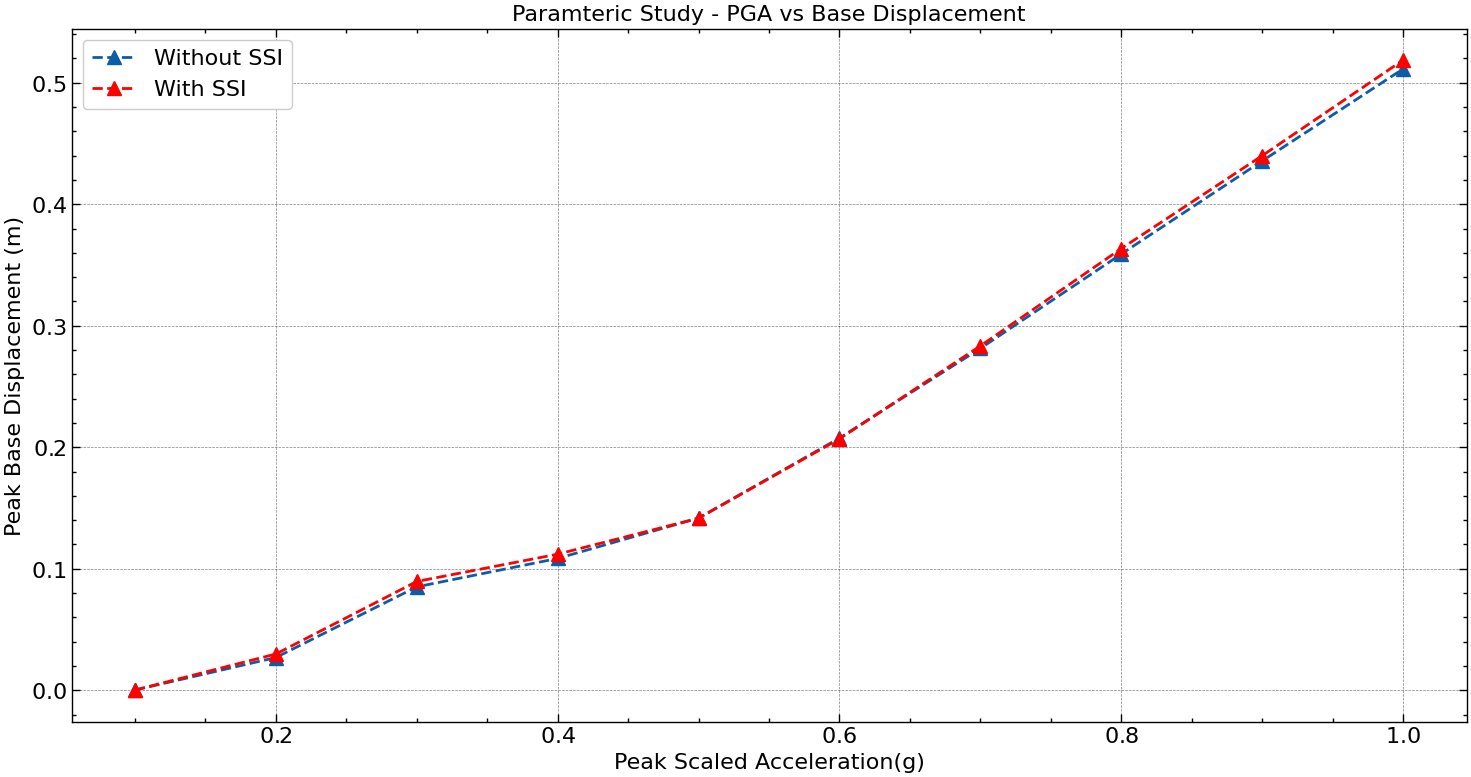 Paramteric Study - PGA vs Base Displacement
Without SSI
With SSI
Peak Base Displacement (m)
0.5
0.4
0.3
0.2
0.1
0.0
0.2
0.4
0.6
0.8
1.0
Peak Scaled Acceleration(g)